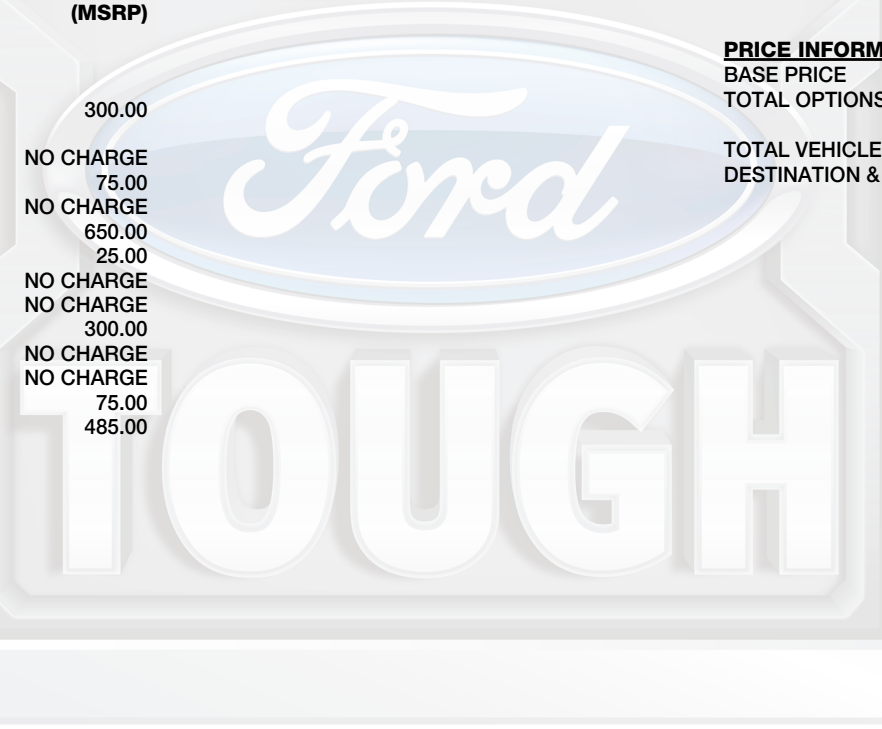 (MSRP)
300.00
NO CHARGE
75.00
NO CHARGE
650.00
25.00
NO CHARGE
NO CHARGE
300.00
NO CHARGE
NO CHARGE
75.00
485.00
PRICE INFORM
BASE PRICE
TOTAL OPTIONS
TOTAL VEHICLE
DESTINATION &
Ford
TOUGH